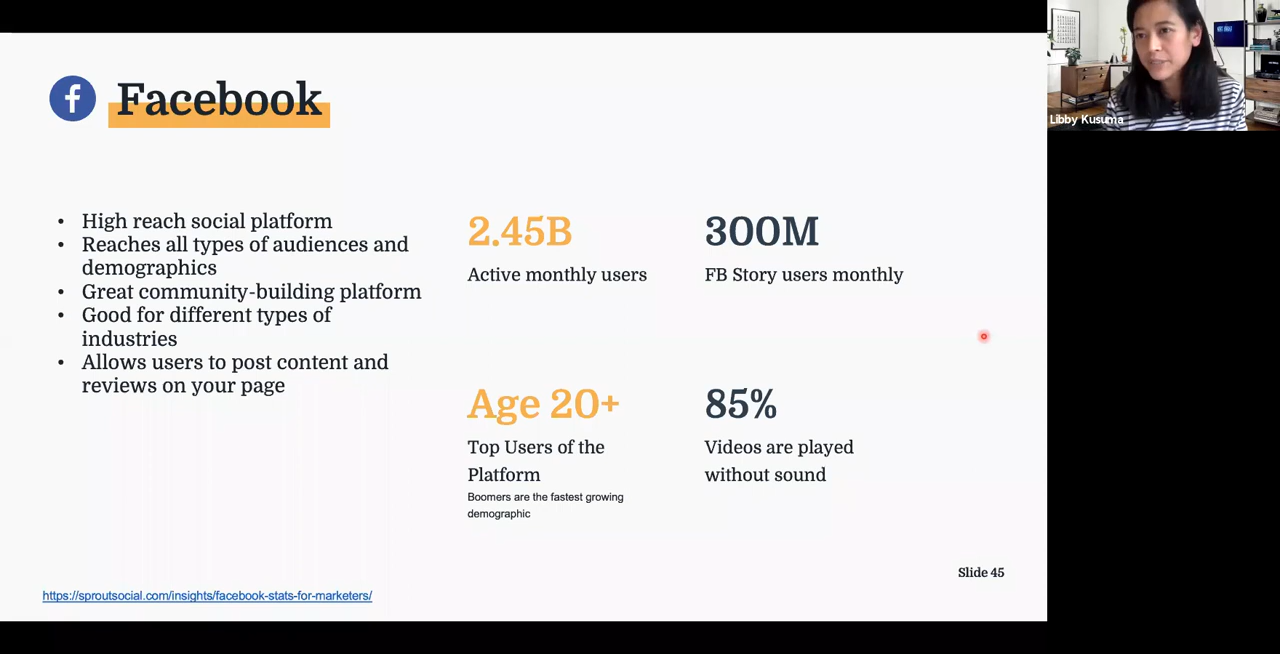 Facebook
• High reach social platform
• Reaches all types of audiences and
demographics
• Great community-building platform
• Good for different types of
industries
• Allows users to post content and
reviews on your page
2.45B
Active monthly users
300M
FB Story users monthly
Age 20+
Top Users of the
Platform
Boomers are the fastest growing
demographic
85%
Videos are played
without sound
Slide 45
https://sproutsocial.com/insights/facebook-stats-for-marketers/
Libby Kusuma